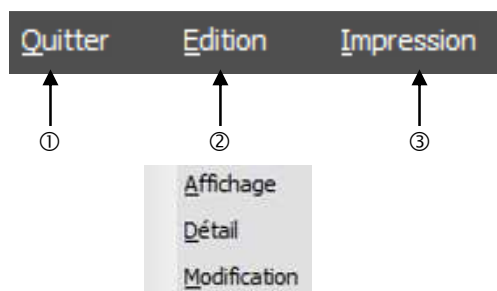 Quitter Edition Impression
① ② ③
Affichage
Détail
Modification